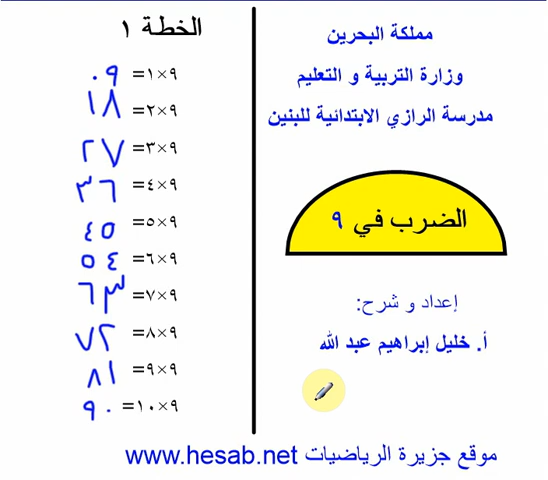 مملكة البحرين
وزارة التربية و التعليم
مدرسة الرازي الابتدائية للبنين
الضرب في ٩
إعداد و شرح:
أ. خليل إبراهيم عبد الله
الخطة ١
٩×١= ٠٩
٩×٢= ١٨
٩×٣= ٢٧
٩×٤= ٣٦
٩×٥= ٤٥
٩×٦= ٥٤
٩×٧= ٦٣
٩×٨= ٧٢
٩×٩= ٨١
٩×١٠= ٩٠
موقع جزيرة الرياضيات www.hesab.net